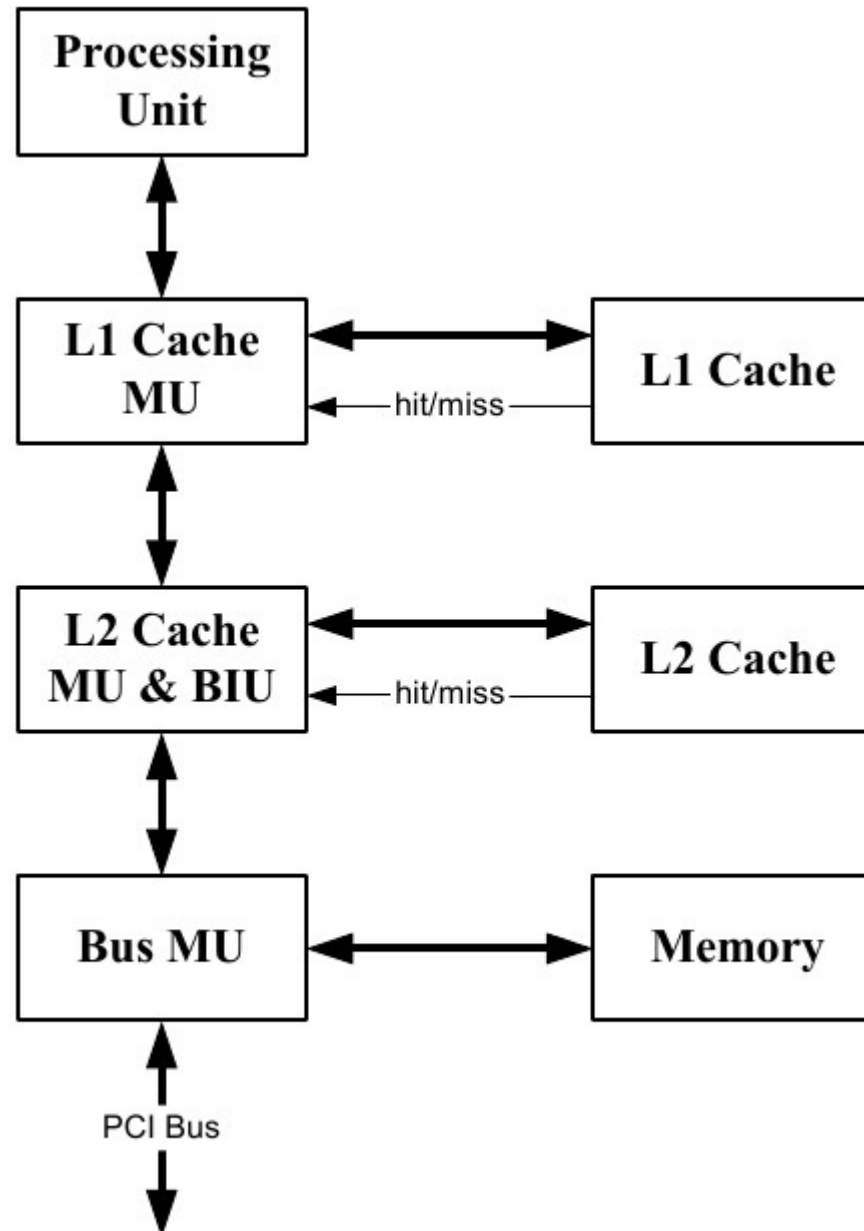 Processing
Unit
L1 Cache
MU
L1 Cache
hit/miss
L2 Cache
MU & BIU
L2 Cache
hit/miss
Bus MU
Memory
PCI Bus